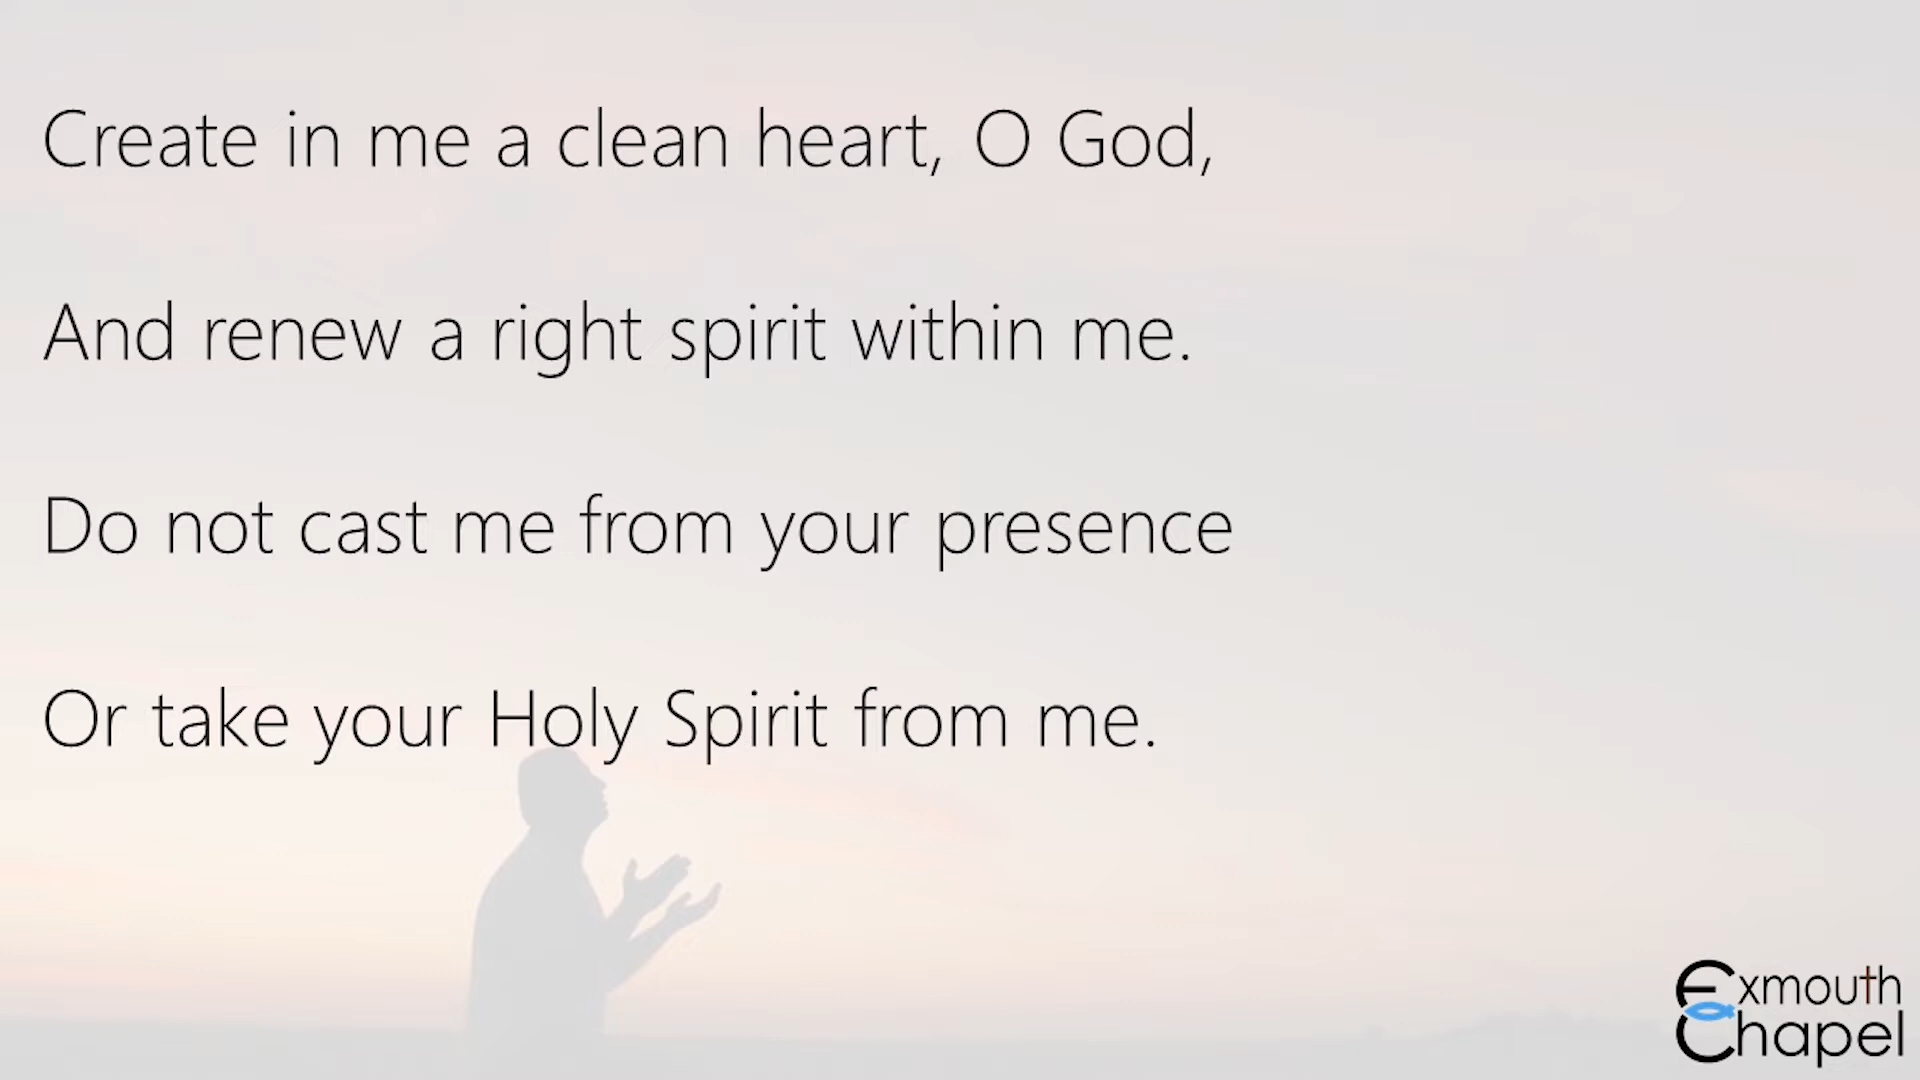 Create in me a clean heart, O God,
And renew a right spirit within me.
Do not cast me from your presence
Or take your Holy Spirit from me.
Exmouth
Chapel